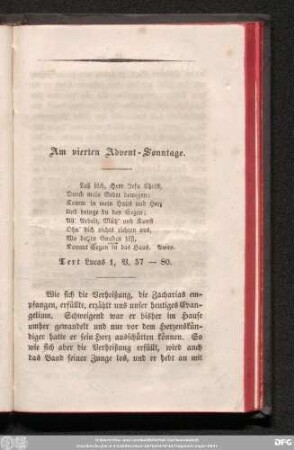 Am vierten Advent-Sonntage.
Laß dich, Herr Jesu Christ,
Durch mein Gebet bewegen:
Komm in mein Haus und Herz
Und bringe du den Segen;
All' Arbeit, Müh' und Kunst
Ohn' dich nichts richten aus,
Wo du in Gnaden bist,
Kommt Segen in das Haus. Amen.
Text Lucas 1, V. 57 — 80.
Wie sich die Verheißung, die Zacharias em-
pfangen, erfüllte, erzählt uns unser heutiges Evan-
gelium. Schweigend war er bisher im Hause
umher gewandelt und nur vor dem Herzenskün-
diger hatte er sein Herz ausschütten können. So
wie sich aber die Verheißung erfüllt, wird auch
das Band seiner Zunge los, und er hebt an mit
DFG